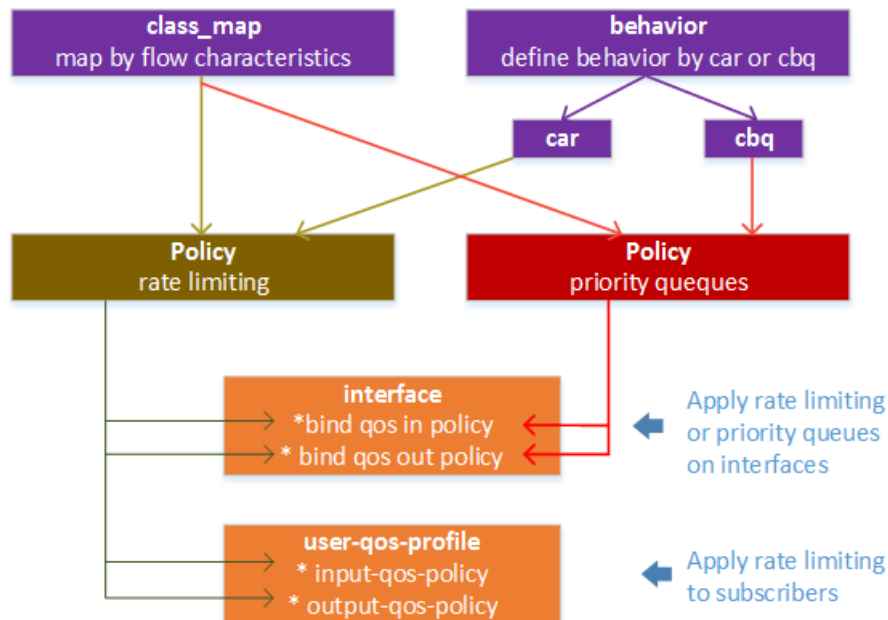 class_map
map by flow characteristics
behavior
define behavior by car or cbq
car
cbq
Policy
rate limiting
Policy
priority queques
interface
*bind qos in policy
* bind qos out policy
Apply rate limiting
or priority queues
on interfaces
user-qos-profile
* input-qos-policy
* output-qos-policy
Apply rate limiting
to subscribers